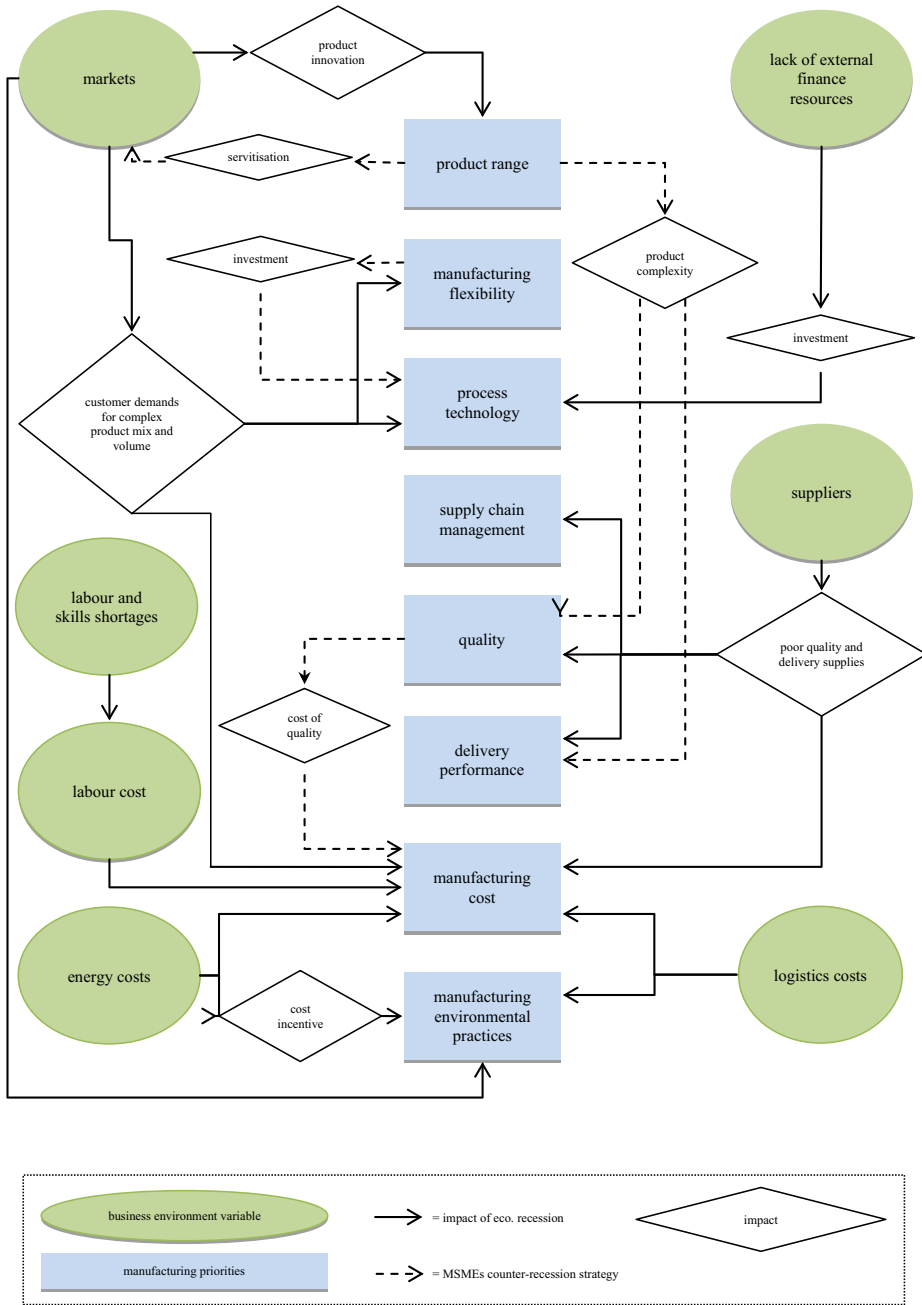 product
innovation
markets
lack of external
finance
resources
servitisation
product range
investment
manufacturing
flexibility
product
complexity
investment
process
technology
customer demands
for complex
product mix and
volume
supply chain
management
suppliers
labour and
skills shortages
quality
poor quality and
delivery supplies
cost of
quality
delivery
performance
labour cost
manufacturing
cost
energy costs
logistics costs
cost
incentive
manufacturing
environmental
practices
business environment variable
= impact of eco. recession
impact
manufacturing priorities
= MSMEs counter-recession strategy